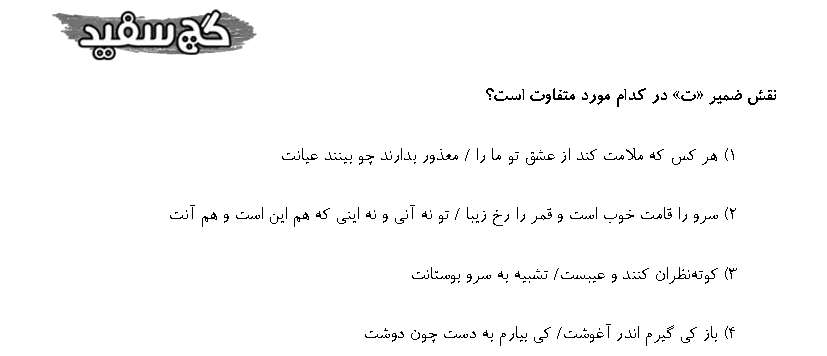 گچ سفید
نقش ضمیر «ت» در کدام مورد متفاوت است؟
۱) هر کس که ملامت کند از عشق تو ما را / معذور بدارند چو بینند عیانت
۲) سرو را قامت خوب است و قمر را رخ زیبا / تو نه آنی و نه اینی که هم این است و هم آنت
۳) کوته‌نظران کنند و عیبست/ تشبیه به سرو بوستانت
۴) باز کی گیرم اندر آغوشت/ کی بیارم به دست چون دوشت